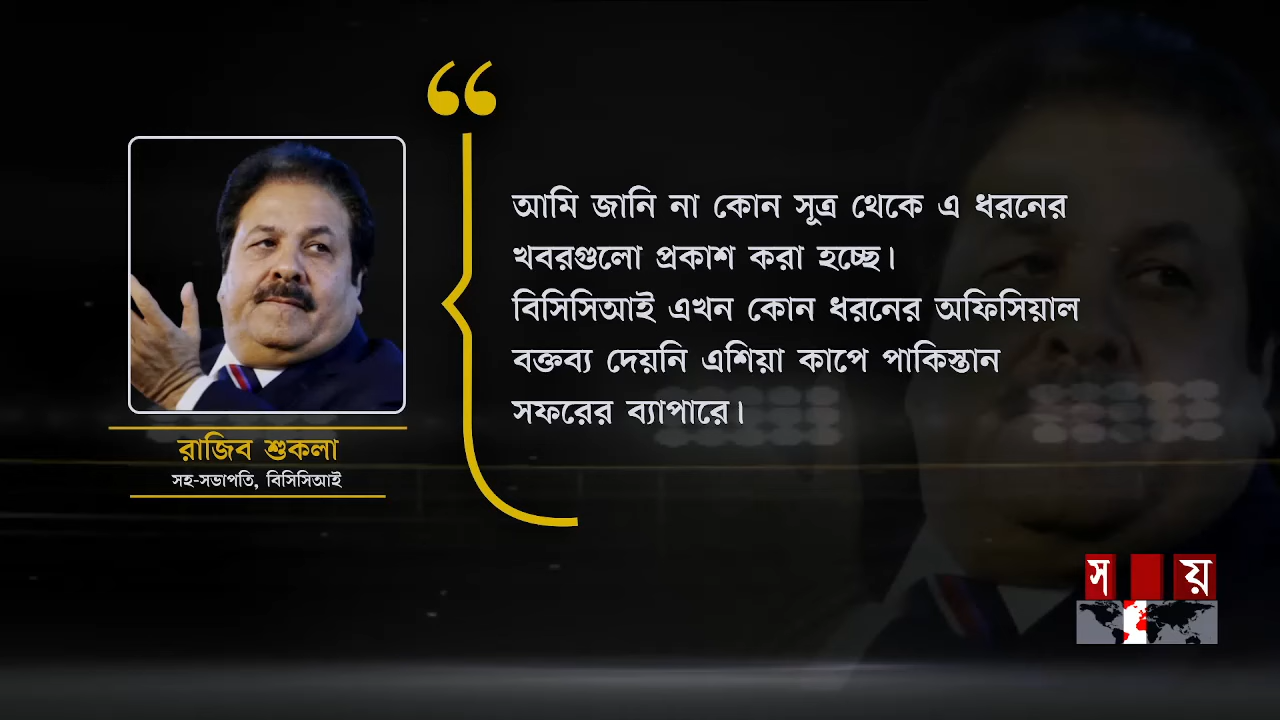 আমি জানি না কোন সূত্র থেকে এ ধরনের
খবরগুলো প্রকাশ করা হচ্ছে।
বিসিসিআই এখন কোন ধরনের অফিসিয়াল
বক্তব্য দেয়নি এশিয়া কাপে পাকিস্তান
সফরের ব্যাপারে।
রাজিব শুকলা
সহ-সভাপতি, বিসিসিআই
স য়